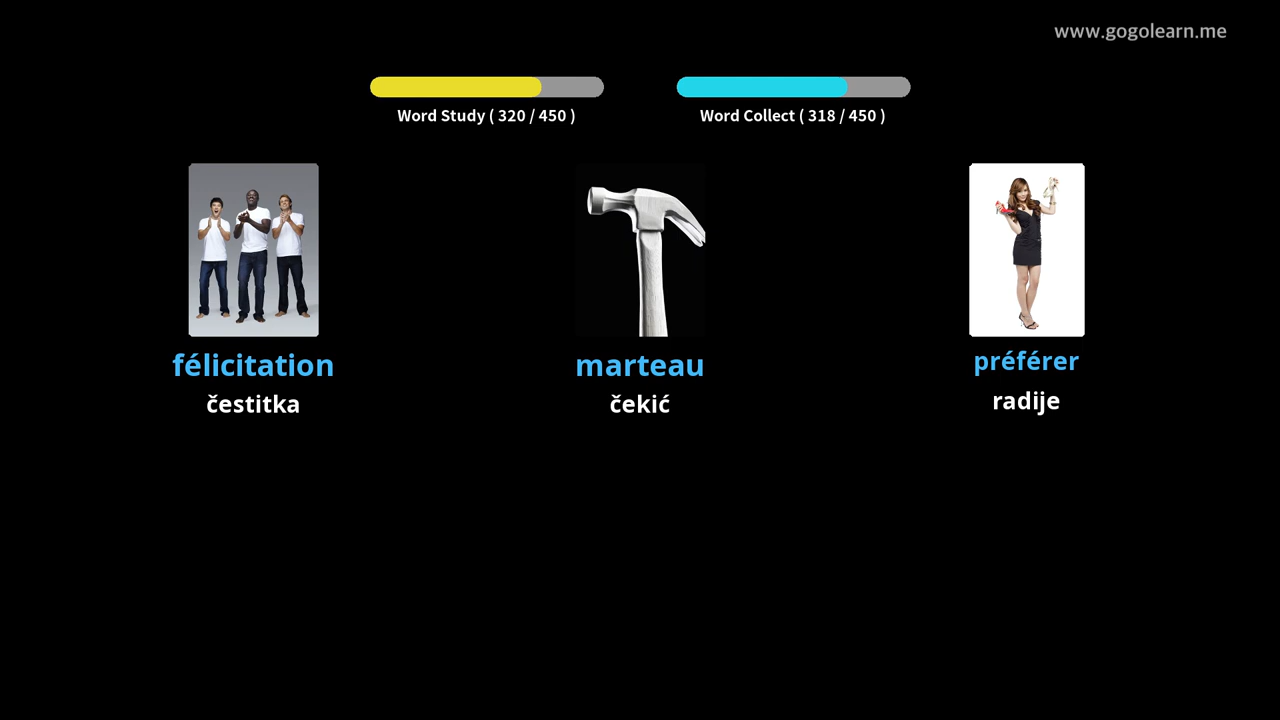 www.gogolearn.me
Word Study ( 320 / 450 )
Word Collect ( 318 / 450 )
félicitation
marteau
préférer
čestitka
čekić
radije